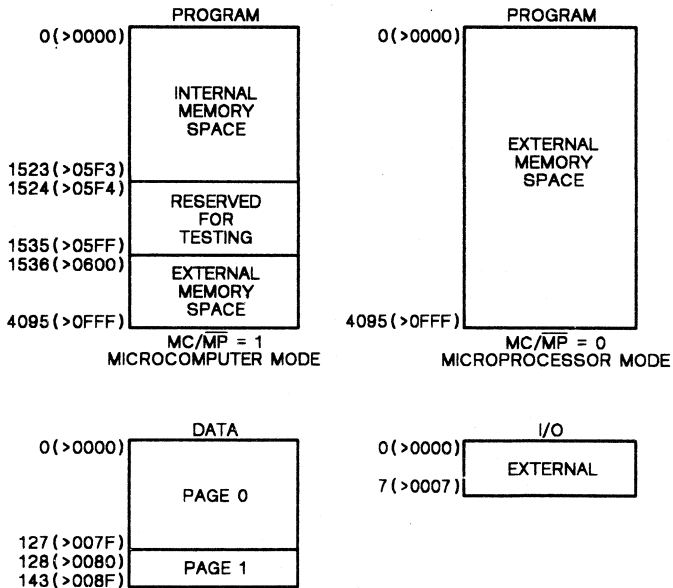 PROGRAM
0(>0000)
INTERNAL
MEMORY
SPACE
1523(>05F3)
1524(>05F4)
RESERVED
FOR
TESTING
1535(>05FF)
1536(>0600)
EXTERNAL
MEMORY
SPACE
4095(>0FFF)
MC/M̅P̅ = 1
MICROCOMPUTER MODE
PROGRAM
0(>0000)
EXTERNAL
MEMORY
SPACE
4095(>0FFF)
MC/M̅P̅ = 0
MICROPROCESSOR MODE
DATA
0(>0000)
PAGE 0
127(>007F)
128(>0080)
PAGE 1
143(>008F)
I/O
0(>0000)
EXTERNAL
7(>0007)